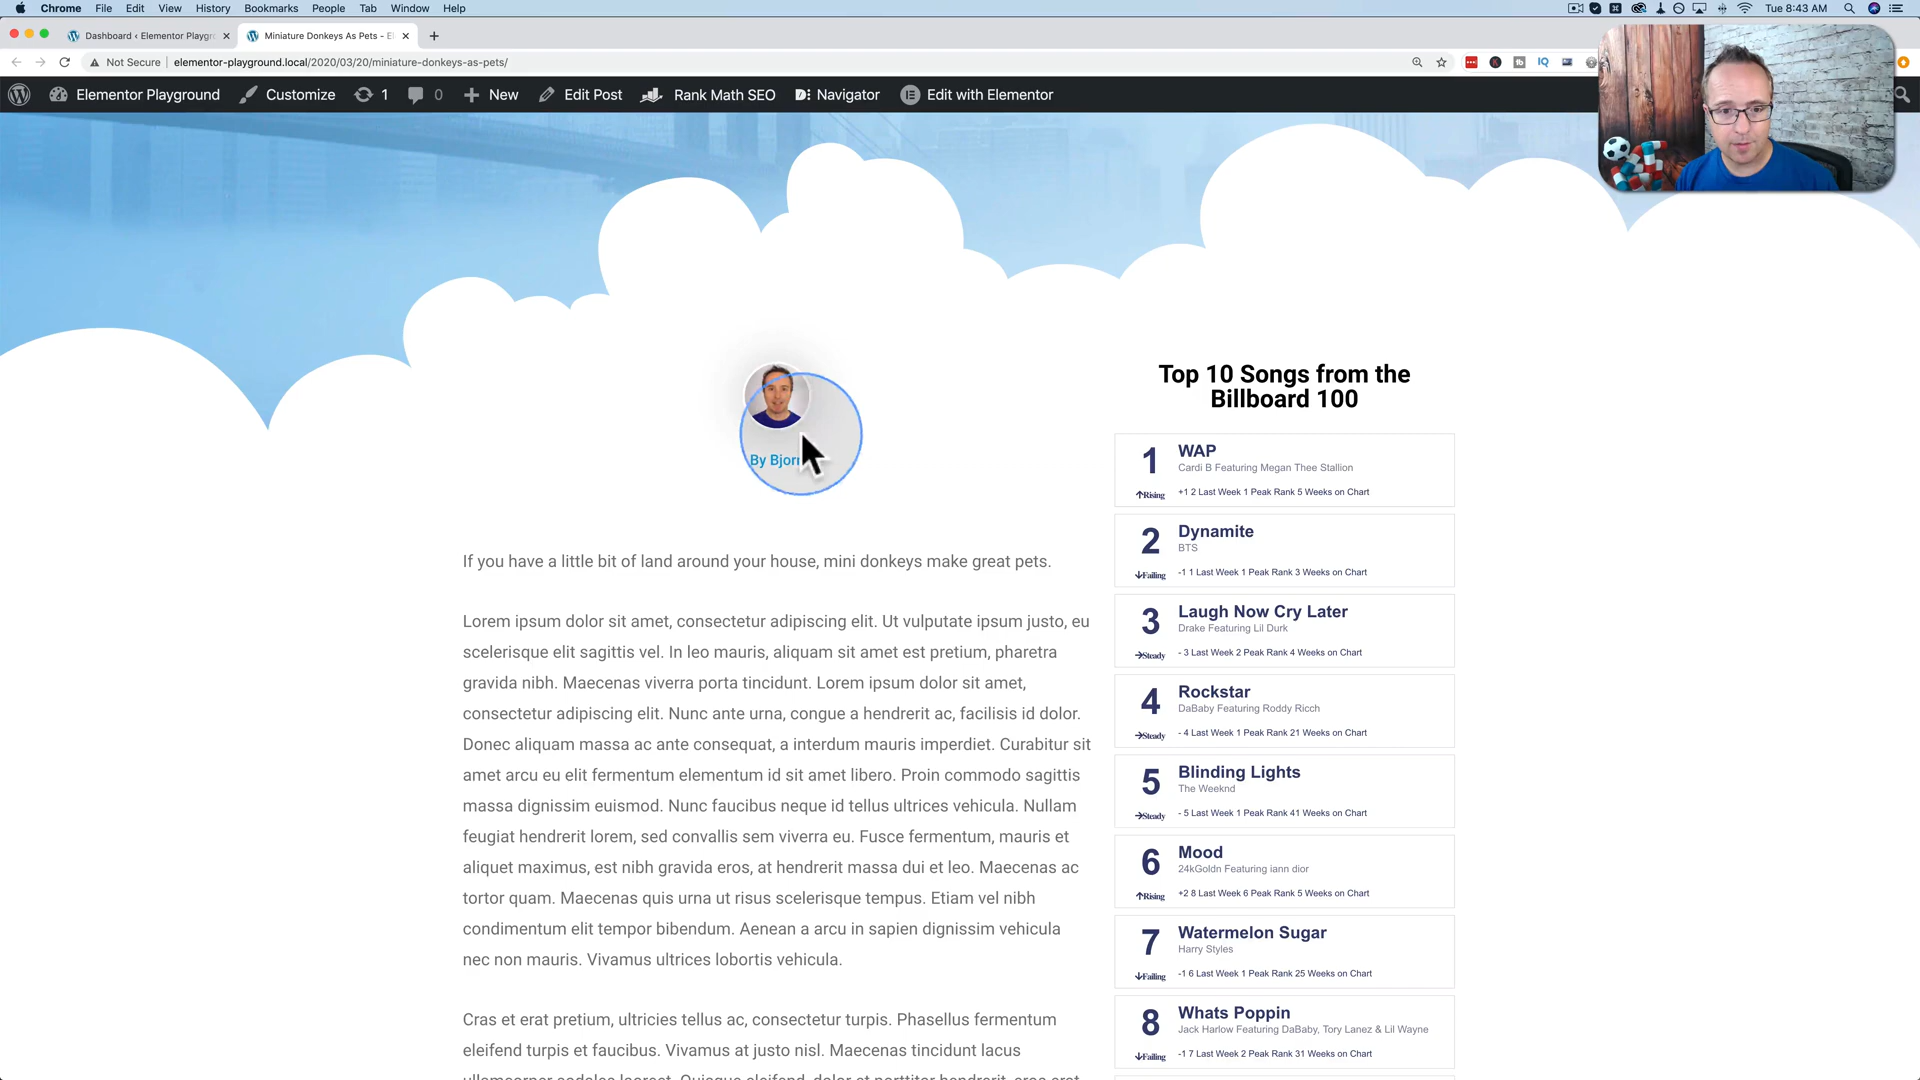 Chrome File Edit View History Bookmarks People Tab Window Help Tue 8:43 AM
Dashboard ‹ Elementor Playgr Miniature Donkeys As Pets - El
Not Secure elementor-playground.local/2020/03/20/miniature-donkeys-as-pets/ IQ
Elementor Playground Customize 1 0 New Edit Post Rank Math SEO Navigator Edit with Elementor
By Bjorn
If you have a little bit of land around your house, mini donkeys make great pets.
Lorem ipsum dolor sit amet, consectetur adipiscing elit. Ut vulputate ipsum justo, eu
scelerisque elit sagittis vel. In leo mauris, aliquam sit amet est pretium, pharetra
gravida nibh. Maecenas viverra porta tincidunt. Lorem ipsum dolor sit amet,
consectetur adipiscing elit. Nunc ante urna, congue a hendrerit ac, facilisis id dolor.
Donec aliquam massa ac ante consequat, a interdum mauris imperdiet. Curabitur sit
amet arcu eu elit fermentum elementum id sit amet libero. Proin commodo sagittis
massa dignissim euismod. Nunc faucibus neque id tellus ultrices vehicula. Nullam
feugiat hendrerit lorem, sed convallis sem viverra eu. Fusce fermentum, mauris et
aliquet maximus, est nibh gravida eros, at hendrerit massa dui et leo. Maecenas ac
tortor quam. Maecenas quis urna ut risus scelerisque tempus. Etiam vel nibh
condimentum elit tempor bibendum. Aenean a arcu in sapien dignissim vehicula
nec non mauris. Vivamus ultrices lobortis vehicula.
Cras et erat pretium, ultricies tellus ac, consectetur turpis. Phasellus fermentum
eleifend turpis et faucibus. Vivamus at justo nisl. Maecenas tincidunt lacus
Top 10 Songs from the
Billboard 100
1 WAP
Cardi B Featuring Megan Thee Stallion
Rising +1 2 Last Week 1 Peak Rank 5 Weeks on Chart
2 Dynamite
BTS
Failing -1 1 Last Week 1 Peak Rank 3 Weeks on Chart
3 Laugh Now Cry Later
Drake Featuring Lil Durk
Steady - 3 Last Week 2 Peak Rank 4 Weeks on Chart
4 Rockstar
DaBaby Featuring Roddy Ricch
Steady - 4 Last Week 1 Peak Rank 21 Weeks on Chart
5 Blinding Lights
The Weeknd
Steady - 5 Last Week 1 Peak Rank 41 Weeks on Chart
6 Mood
24kGoldn Featuring iann dior
Rising +2 8 Last Week 6 Peak Rank 5 Weeks on Chart
7 Watermelon Sugar
Harry Styles
Failing -1 6 Last Week 1 Peak Rank 25 Weeks on Chart
8 Whats Poppin
Jack Harlow Featuring DaBaby, Tory Lanez & Lil Wayne
Failing -1 7 Last Week 2 Peak Rank 31 Weeks on Chart